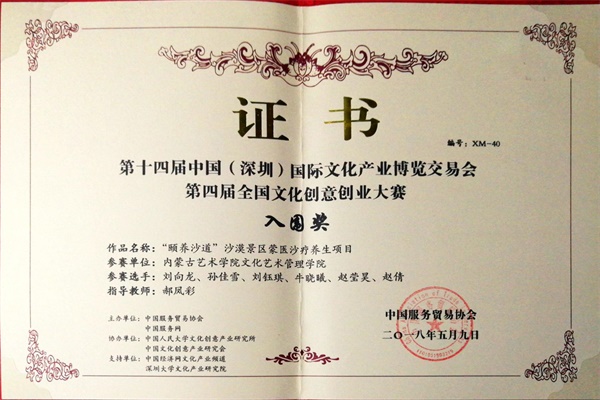 证书
编号：XM-40
第十四届中国（深圳）国际文化产业博览交易会
第四届全国文化创意创业大赛
入围奖
作品名称：“颐养沙道”沙漠景区蒙医沙疗养生项目
参赛单位：内蒙古艺术学院文化艺术管理学院
参赛选手：刘向龙、孙佳雪、刘钰琪、牛晓曦、赵莹昊、赵倩
指导教师：郝凤彩
主办单位：中国服务贸易协会
中国服务网
协办单位：中国人民大学文化创意产业研究所
中国文化创意产业研究会
支持单位：中国经济网文化产业频道
深圳大学文化产业研究院
中国服务贸易协会
二〇一八年五月九日